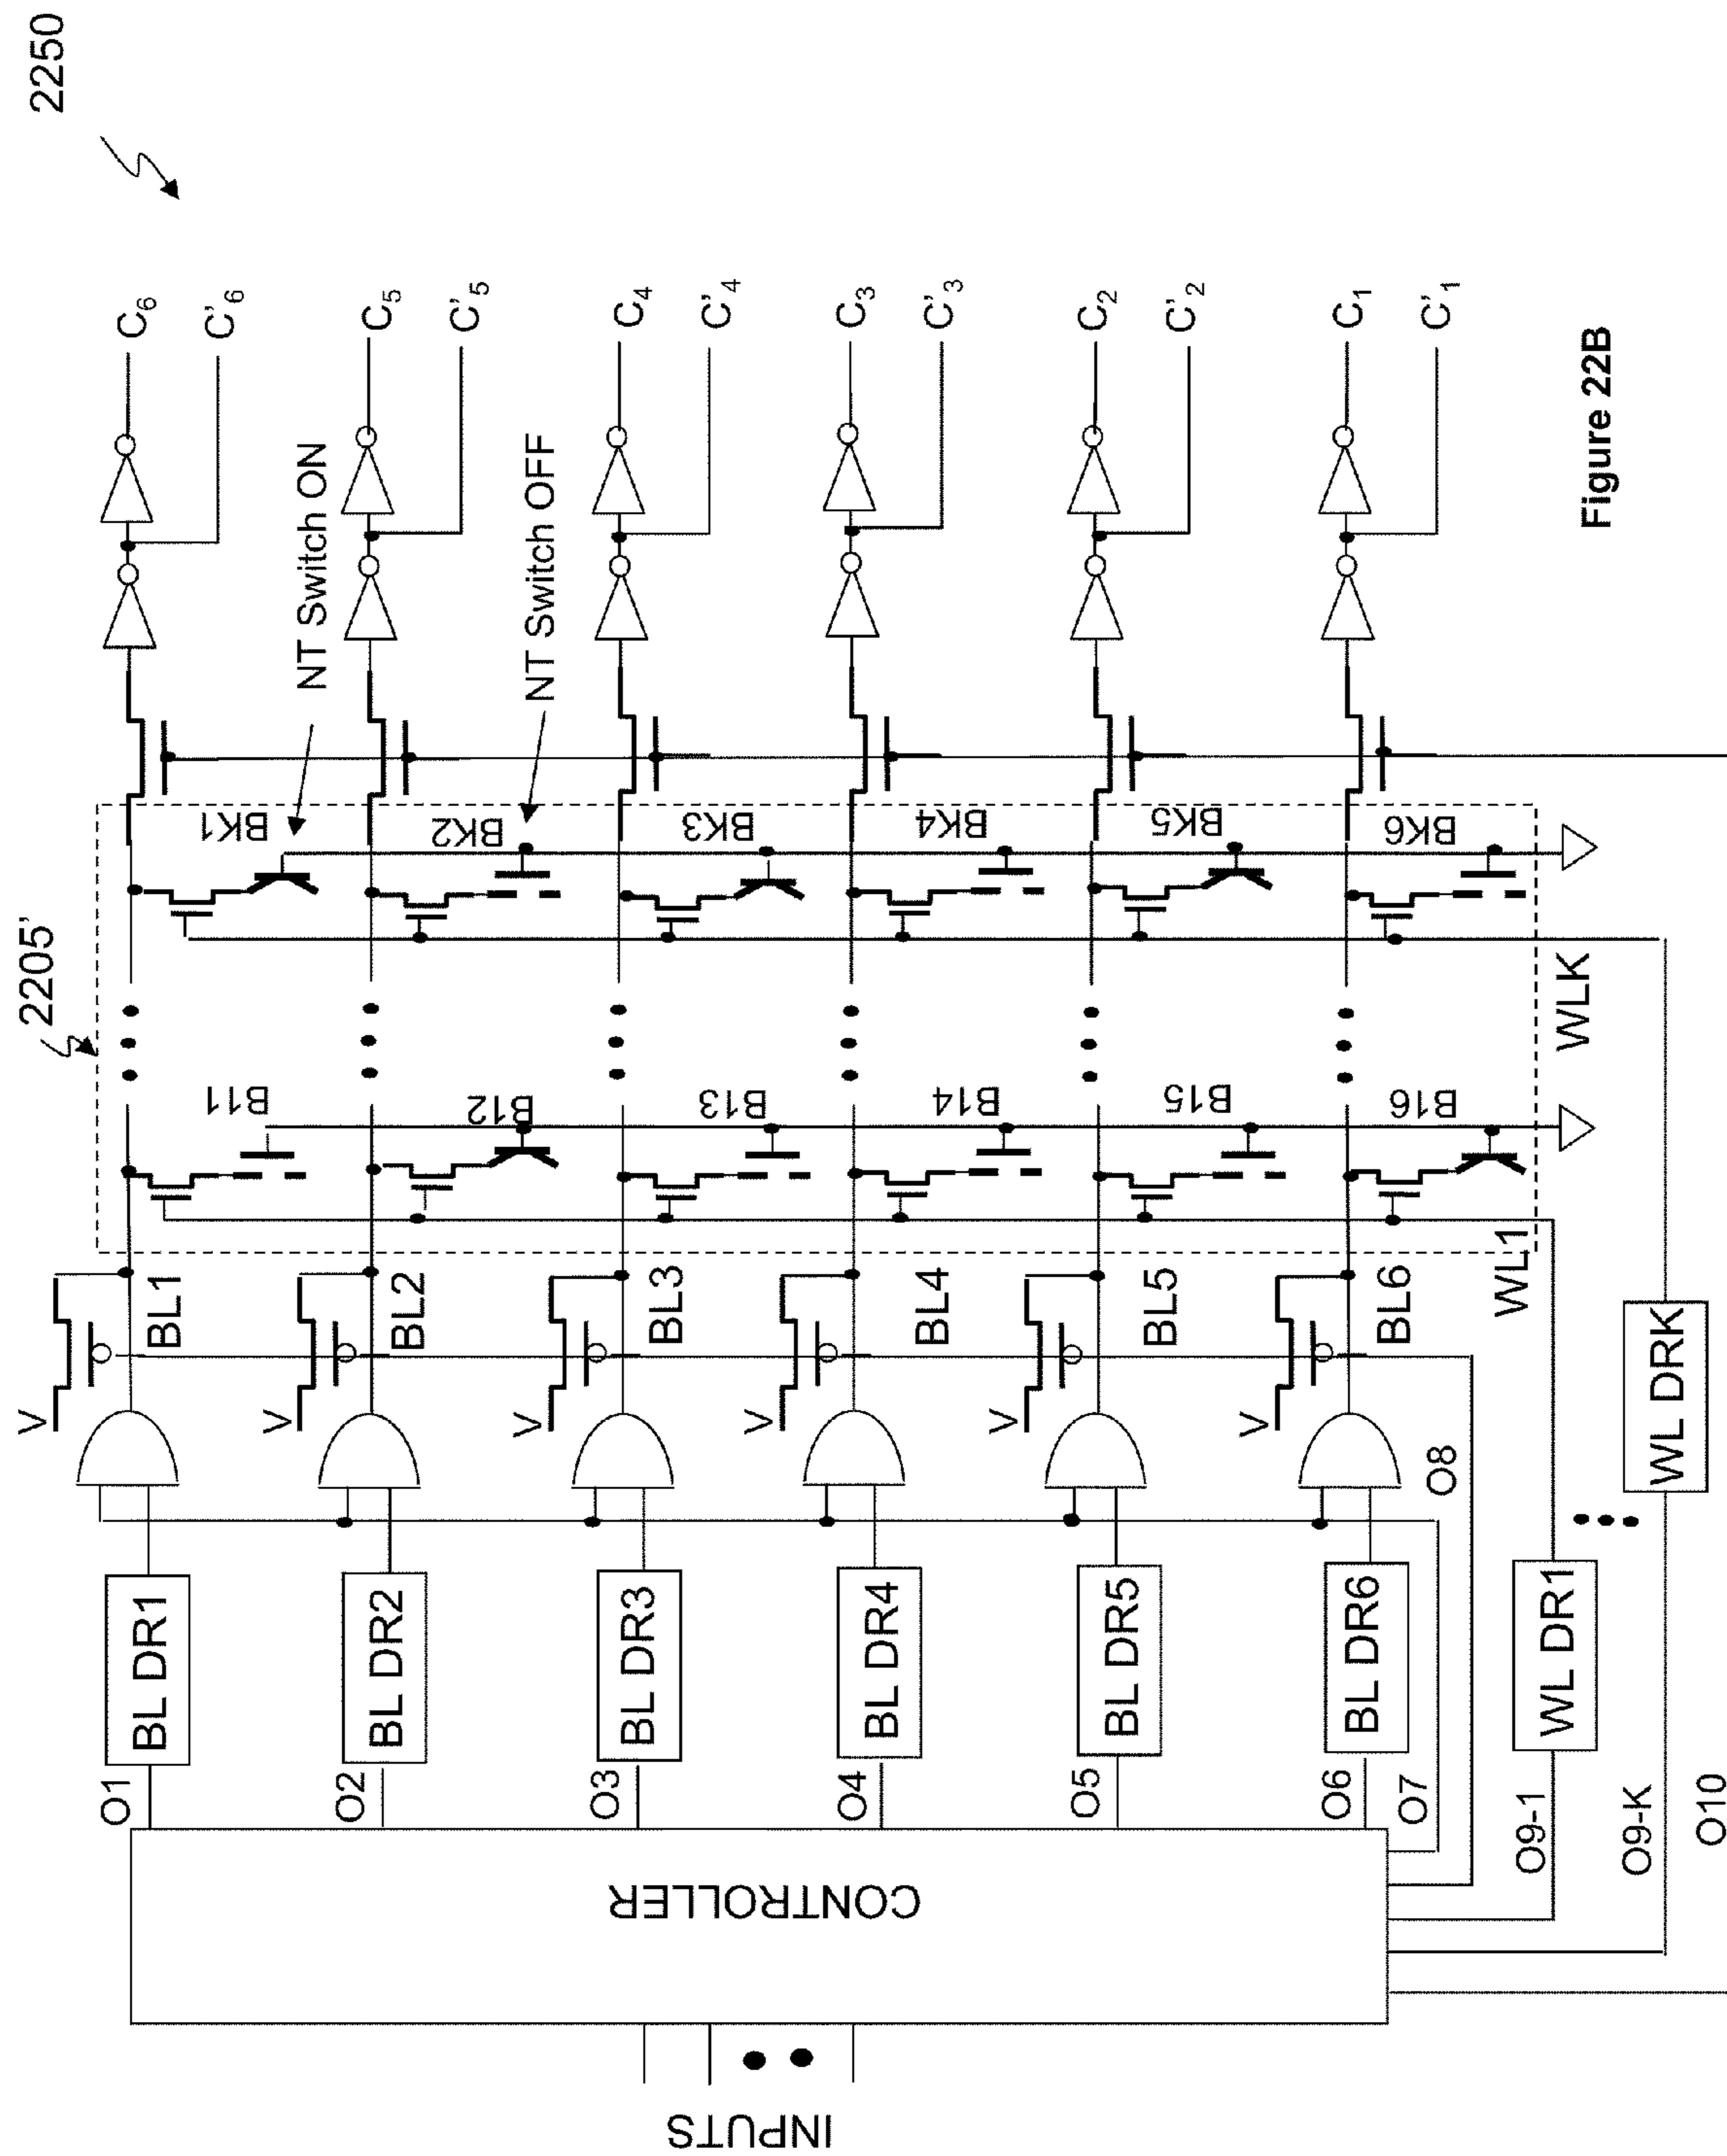 2250
2205'
INPUTS
CONTROLLER
O1
BL DR1
V
BL1
B11
BK1
C6
C'6
NT Switch ON
O2
BL DR2
V
BL2
B12
BK2
C5
C'5
NT Switch OFF
O3
BL DR3
V
BL3
B13
BK3
C4
C'4
O4
BL DR4
V
BL4
B14
BK4
C3
C'3
O5
BL DR5
V
BL5
B15
BK5
C2
C'2
O6
BL DR6
V
BL6
B16
BK6
C1
C'1
O7
O8
O9-1
WL DR1
WL1
O9-K
WL DRK
WLK
O10
Figure 22B